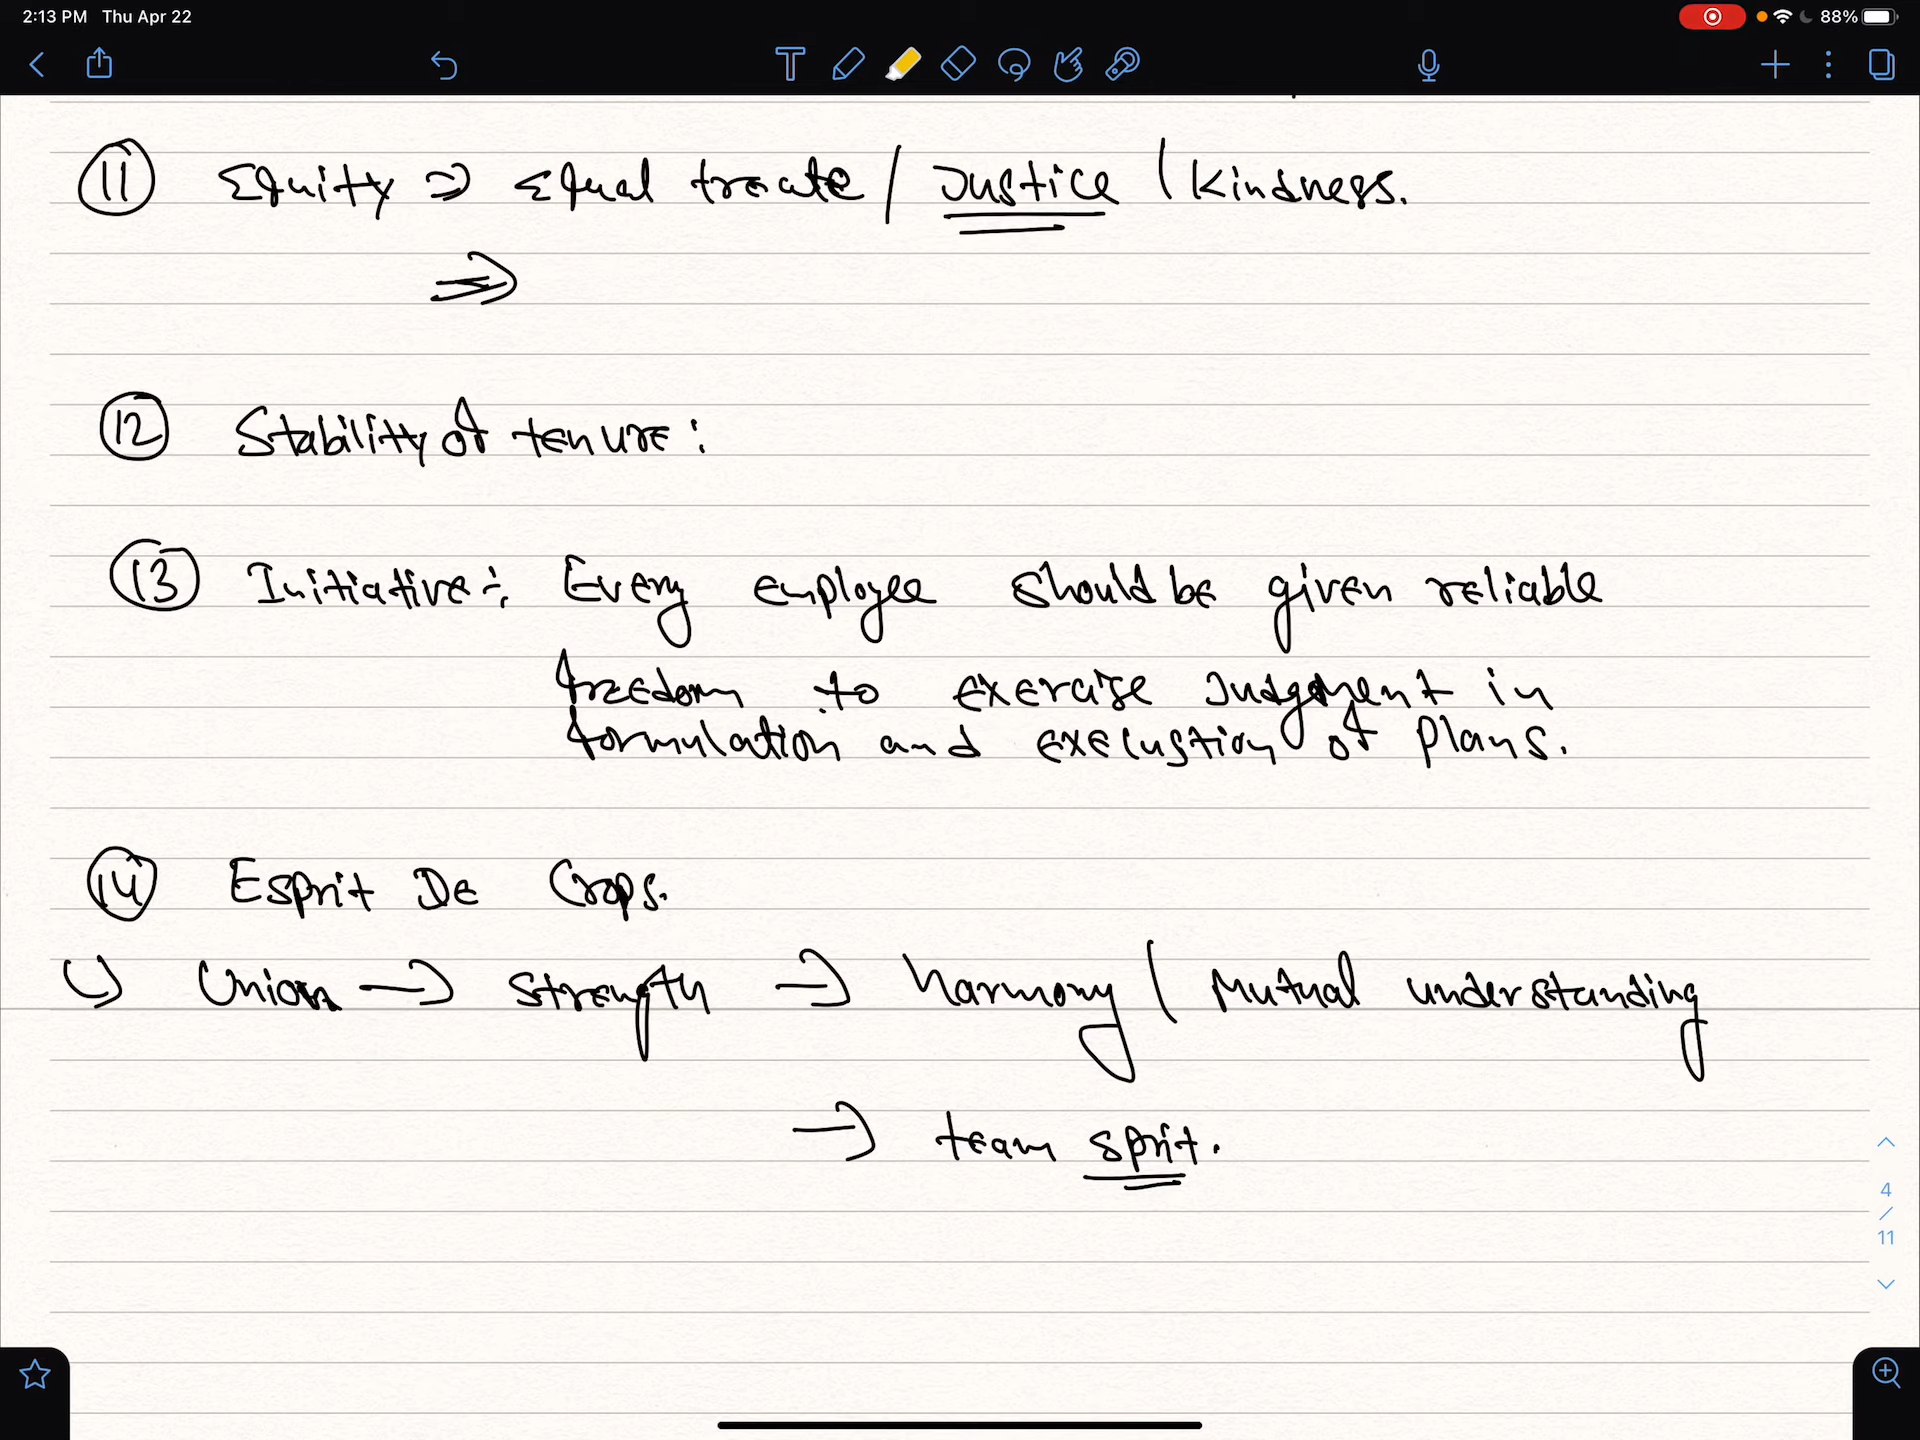 2:13 PM Thu Apr 22
88%
11 Equity ⇒ Equal treate / Justice / Kindness.
⇒
12 Stability of tenure :
13 Initiative :- Every employee should be given reliable
freedom to exercise Judgment in
formulation and execustion of Plans.
14 Esprit De Crops.
↪ Union → strength → harmony / Mutual understanding
→ team sprit.
4
/
11